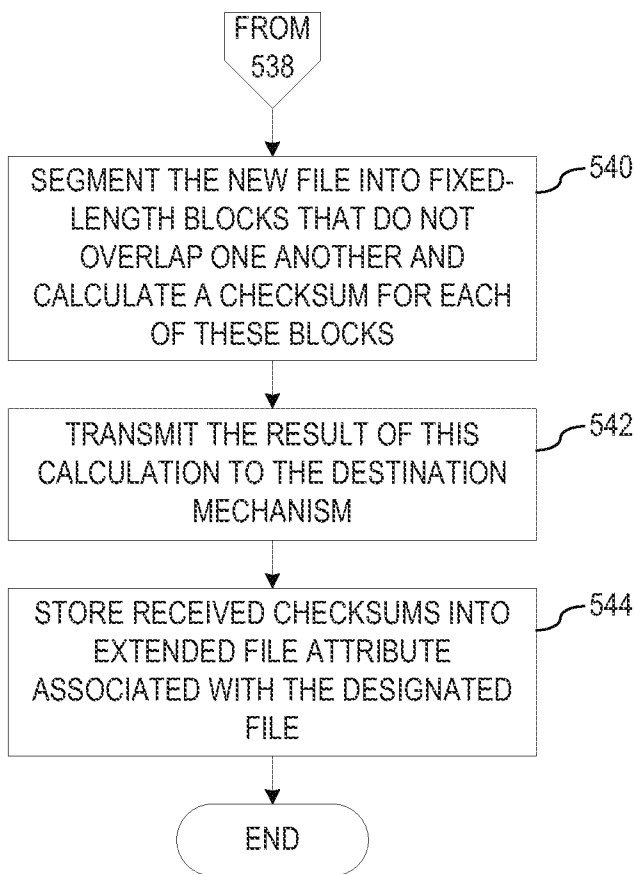 FROM
538
SEGMENT THE NEW FILE INTO FIXED-
LENGTH BLOCKS THAT DO NOT
OVERLAP ONE ANOTHER AND
CALCULATE A CHECKSUM FOR EACH
OF THESE BLOCKS
540
TRANSMIT THE RESULT OF THIS
CALCULATION TO THE DESTINATION
MECHANISM
542
STORE RECEIVED CHECKSUMS INTO
EXTENDED FILE ATTRIBUTE
ASSOCIATED WITH THE DESIGNATED
FILE
544
END